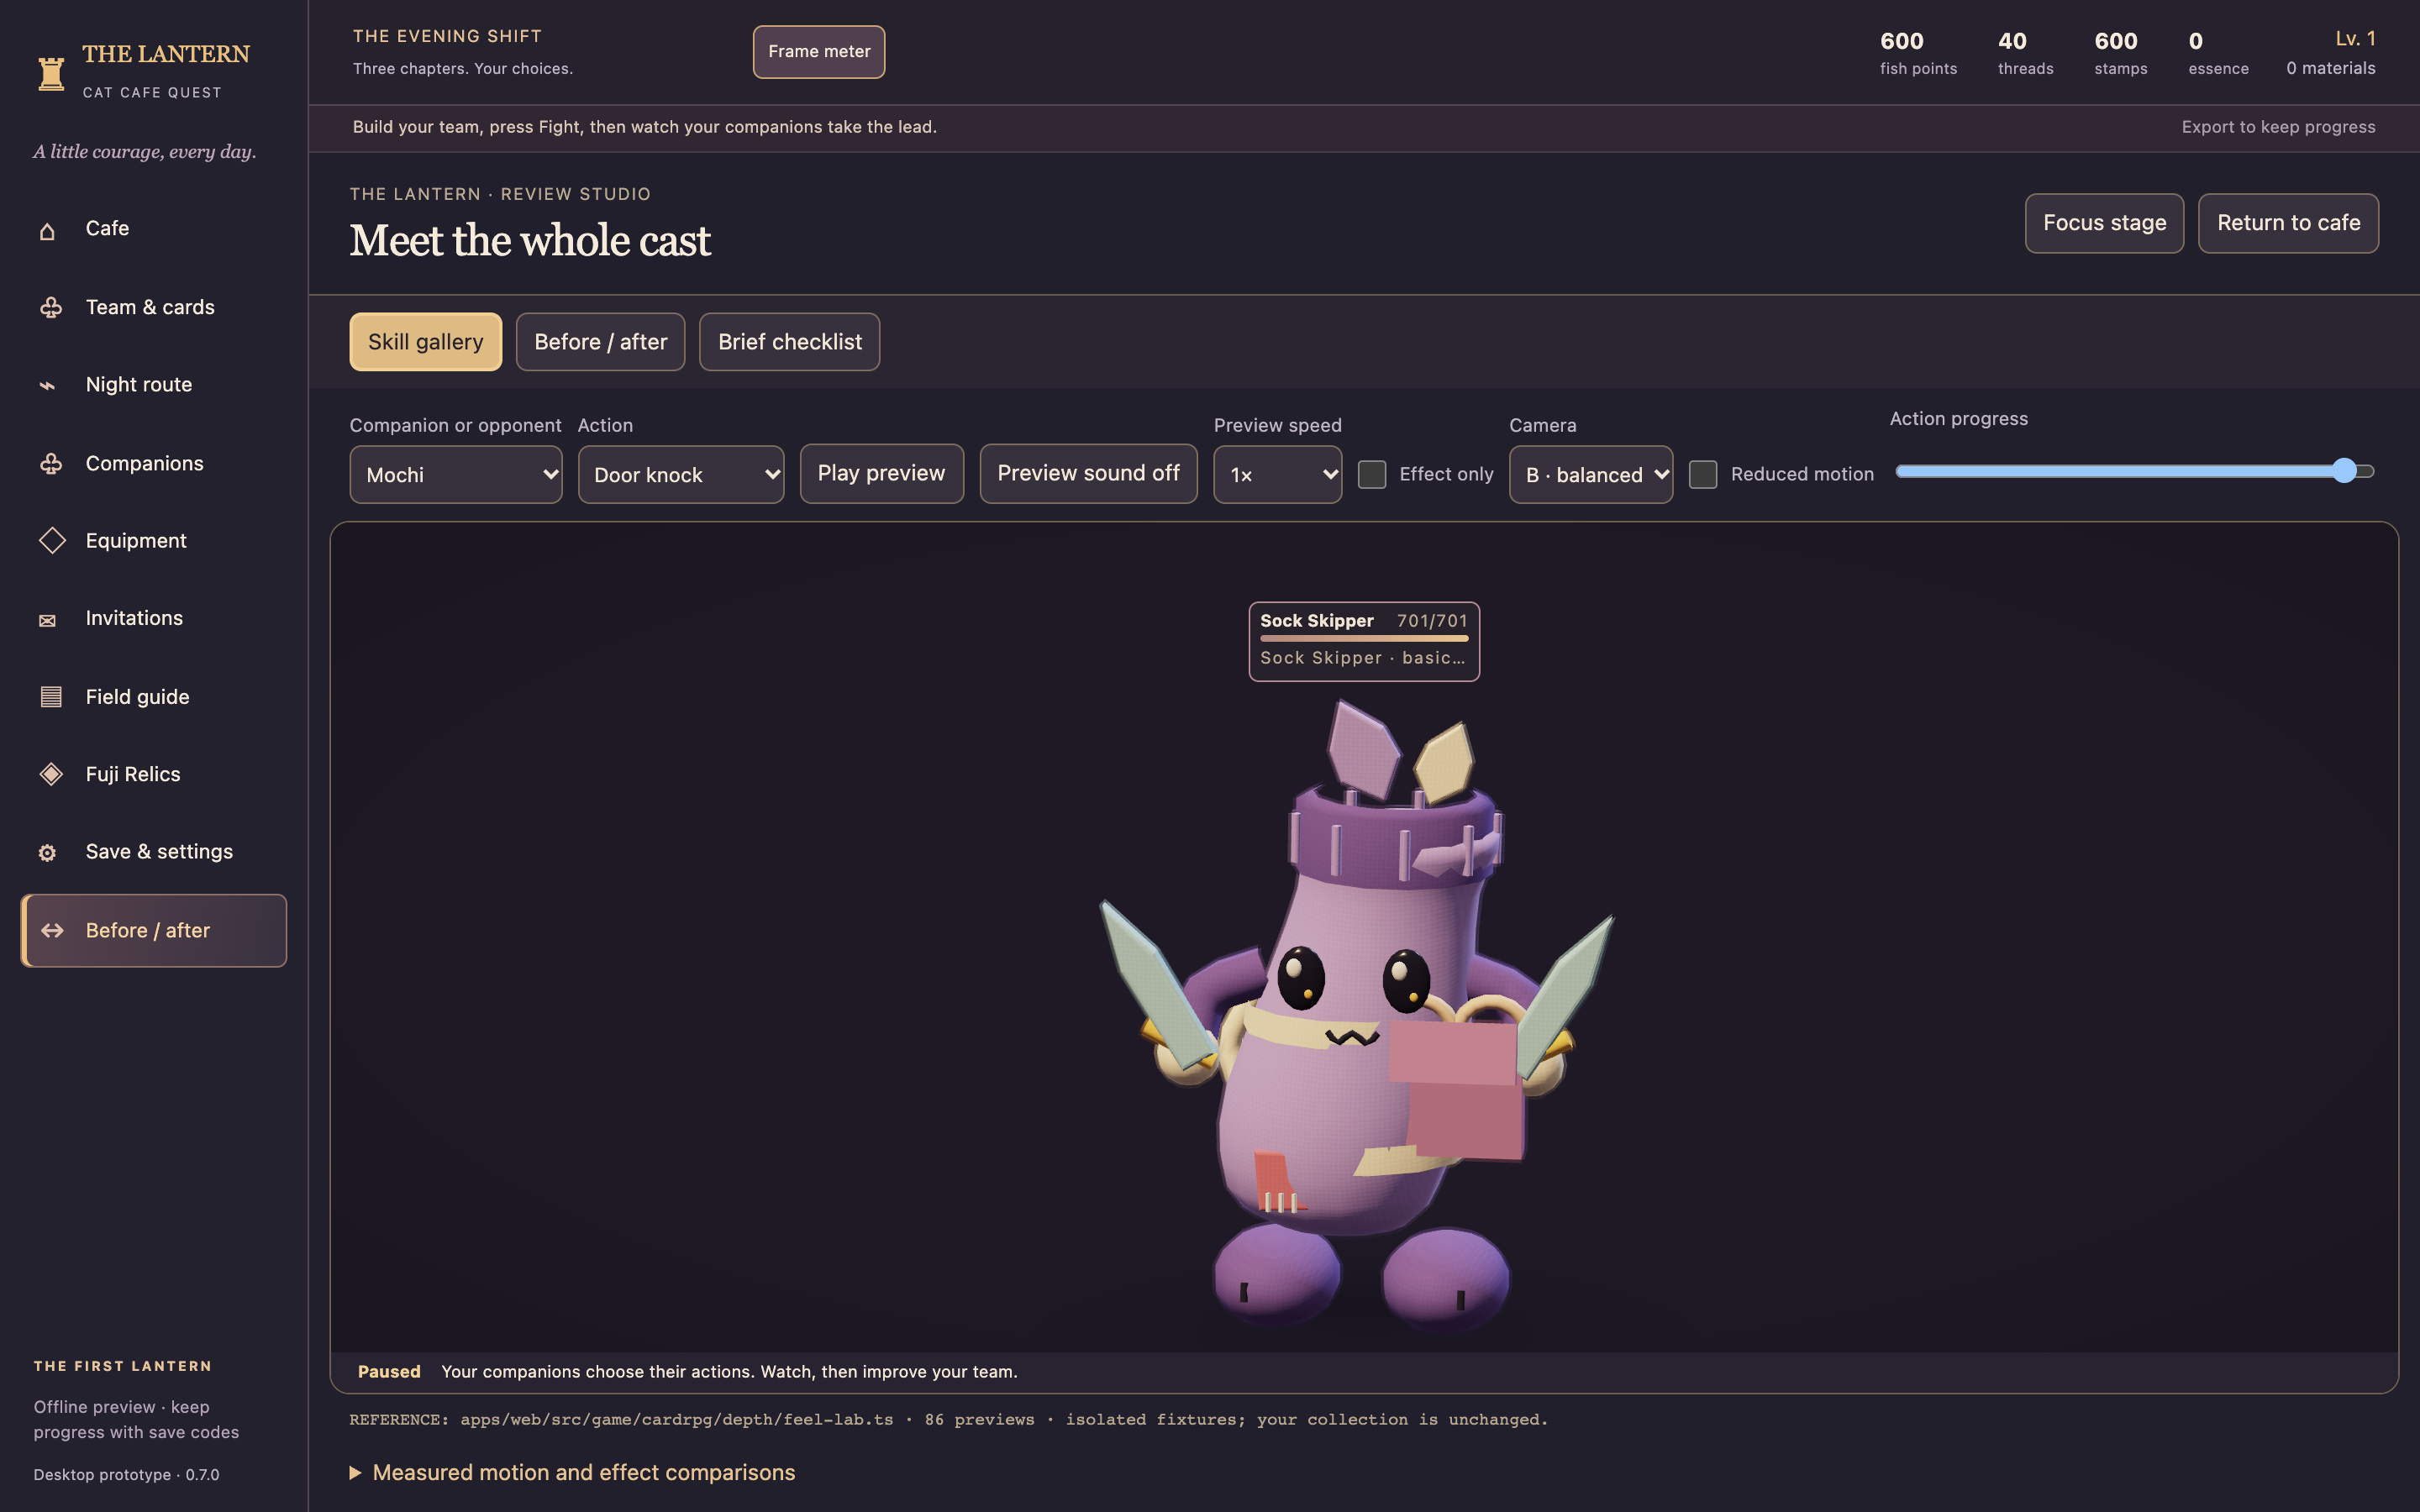 THE LANTERN
CAT CAFE QUEST
A little courage, every day.
Cafe
Team & cards
Night route
Companions
Equipment
Invitations
Field guide
Fuji Relics
Save & settings
Before / after
THE FIRST LANTERN
Offline preview · keep
progress with save codes
Desktop prototype · 0.7.0
THE EVENING SHIFT
Three chapters. Your choices.
Frame meter
600
fish points
40
threads
600
stamps
0
essence
Lv. 1
0 materials
Build your team, press Fight, then watch your companions take the lead.
Export to keep progress
THE LANTERN · REVIEW STUDIO
Meet the whole cast
Focus stage
Return to cafe
Skill gallery
Before / after
Brief checklist
Companion or opponent
Mochi
Action
Door knock
Play preview
Preview sound off
Preview speed
1×
Effect only
Camera
B · balanced
Reduced motion
Action progress
Sock Skipper 701/701
Sock Skipper · basic…
Paused Your companions choose their actions. Watch, then improve your team.
REFERENCE: apps/web/src/game/cardrpg/depth/feel-lab.ts · 86 previews · isolated fixtures; your collection is unchanged.
Measured motion and effect comparisons